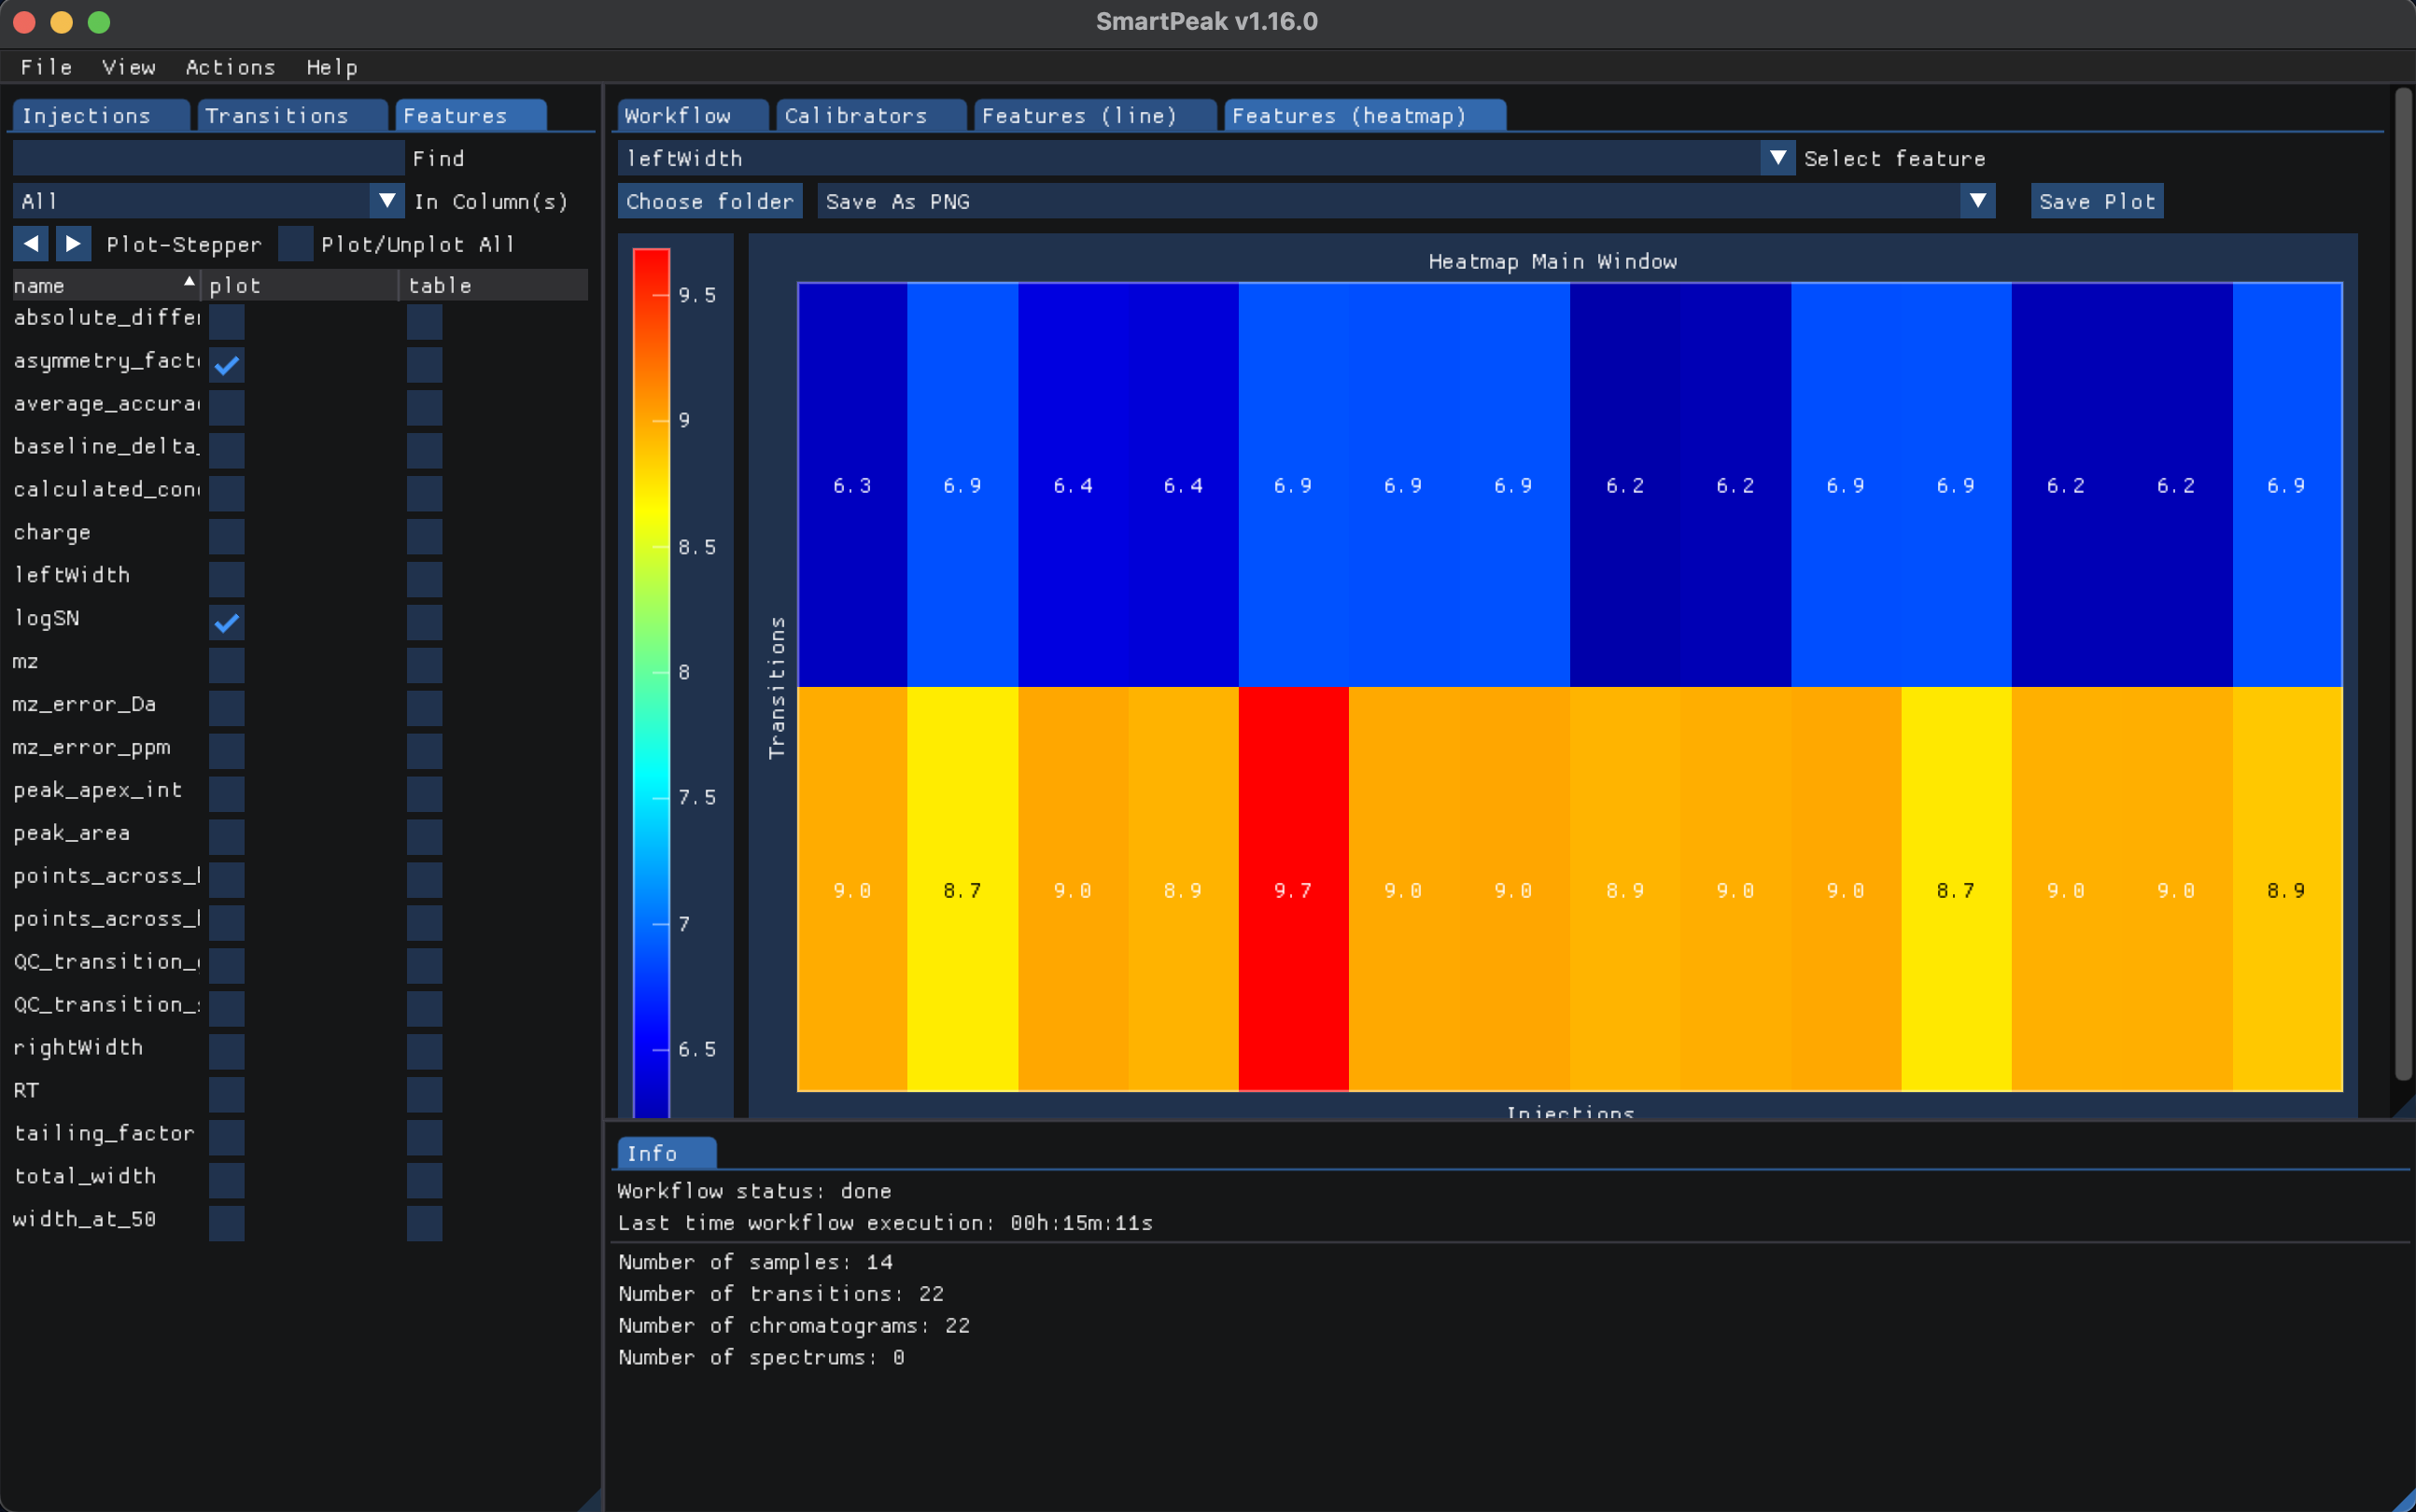 SmartPeak v1.16.0
File View Actions Help
Injections Transitions Features
Find
All In Column(s)
Plot-Stepper Plot/Unplot All
name plot table
absolute_differ
asymmetry_fact
average_accura
baseline_delta_
calculated_con
charge
leftWidth
logSN
mz
mz_error_Da
mz_error_ppm
peak_apex_int
peak_area
points_across_
points_across_
QC_transition_
QC_transition_
rightWidth
RT
tailing_factor
total_width
width_at_50
Workflow Calibrators Features (line) Features (heatmap)
leftWidth Select feature
Choose folder Save As PNG Save Plot
9.5
9
8.5
8
7.5
7
6.5
Heatmap Main Window
Transitions
6.3 6.9 6.4 6.4 6.9 6.9 6.9 6.2 6.2 6.9 6.9 6.2 6.2 6.9
9.0 8.7 9.0 8.9 9.7 9.0 9.0 8.9 9.0 9.0 8.7 9.0 9.0 8.9
Injections
Info
Workflow status: done
Last time workflow execution: 00h:15m:11s
Number of samples: 14
Number of transitions: 22
Number of chromatograms: 22
Number of spectrums: 0